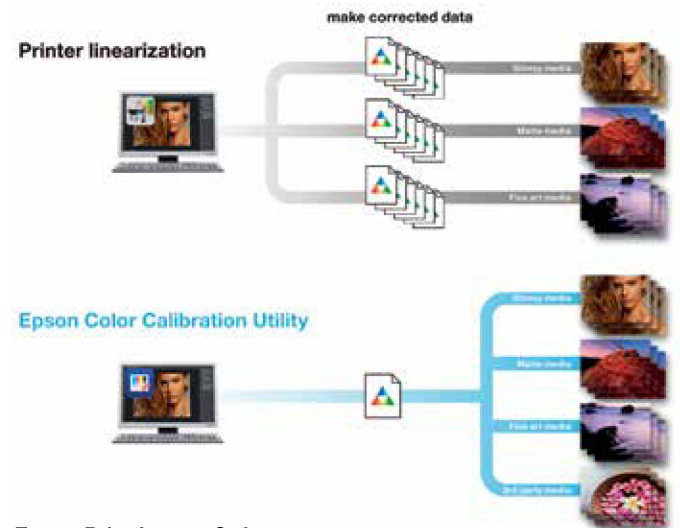 make corrected data
Printer linearization
Glossy media
Matte media
Fine art media
Epson Color Calibration Utility
Glossy media
Matte media
Fine art media
3rd party media